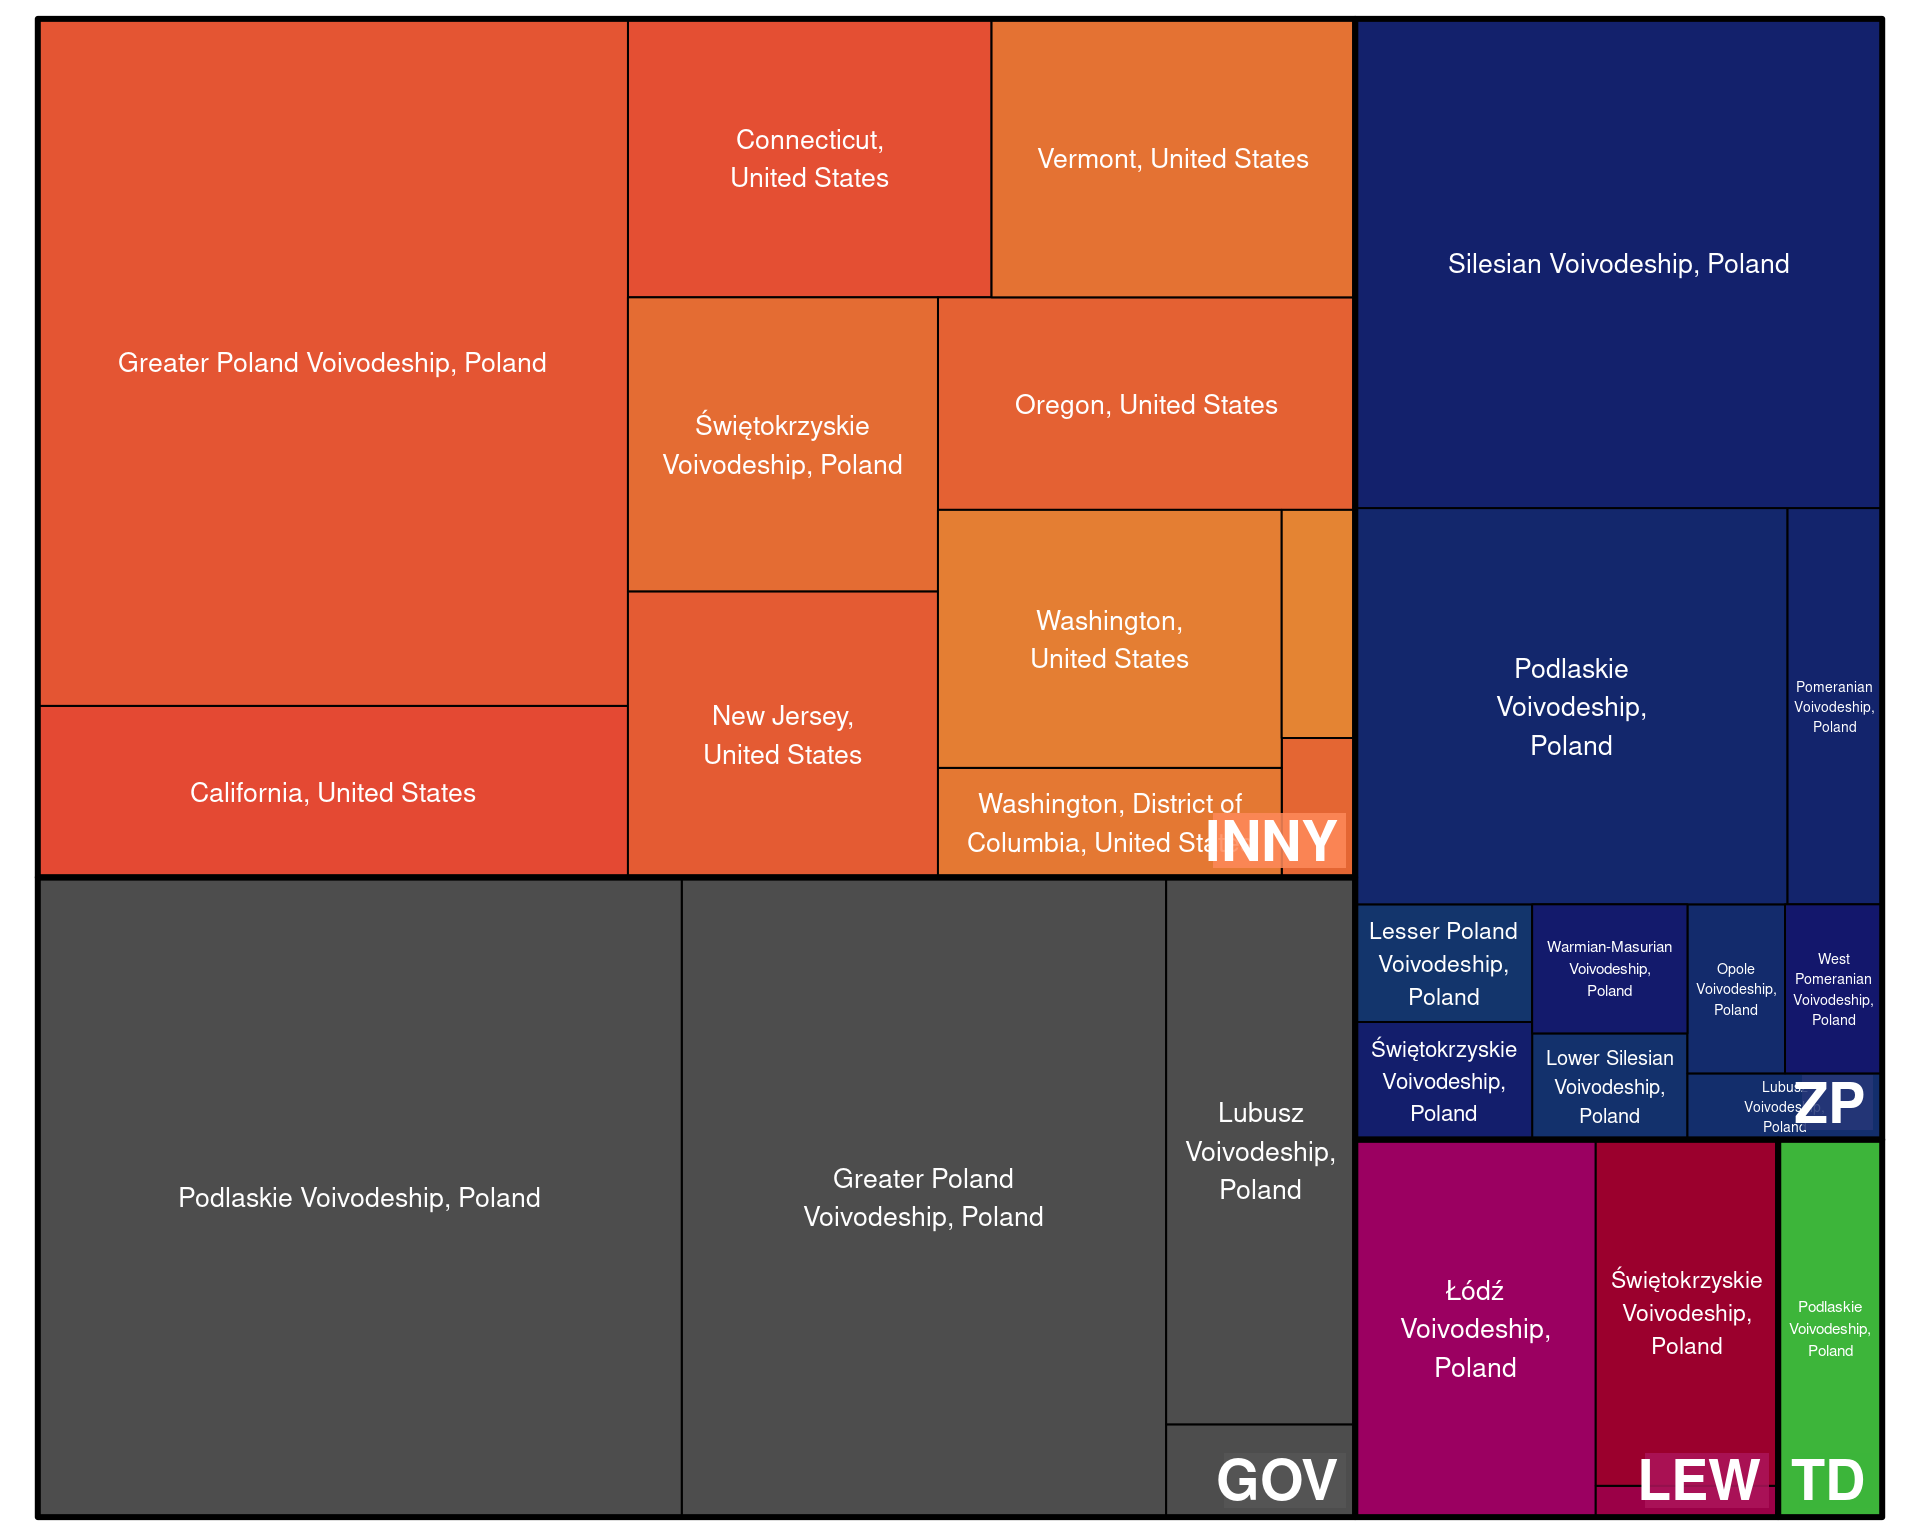 Greater Poland Voivodeship, Poland
California, United States
Connecticut,
United States
Vermont, United States
Świętokrzyskie
Voivodeship, Poland
Oregon, United States
New Jersey,
United States
Washington,
United States
Washington, District of
Columbia, United
INNY
Silesian Voivodeship, Poland
Podlaskie
Voivodeship,
Poland
Pomeranian
Voivodeship,
Poland
Lesser Poland
Voivodeship,
Poland
Świętokrzyskie
Voivodeship,
Poland
Warmian-Masurian
Voivodeship,
Poland
Lower Silesian
Voivodeship,
Poland
Opole
Voivodeship,
Poland
West
Pomeranian
Voivodeship,
Poland
Lubusz
Voivodeship,
Poland
ZP
Podlaskie Voivodeship, Poland
Greater Poland
Voivodeship, Poland
Lubusz
Voivodeship,
Poland
GOV
Łódź
Voivodeship,
Poland
Świętokrzyskie
Voivodeship,
Poland
LEW
Podlaskie
Voivodeship,
Poland
TD